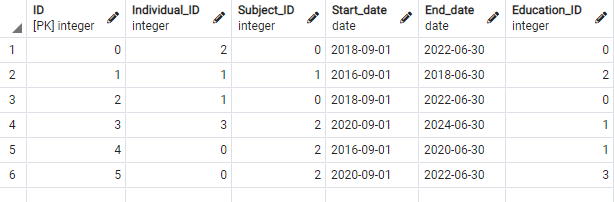 ID Individual_ID Subject_ID Start_date End_date Education_ID
[PK] integer integer integer date date integer
1 0 2 0 2018-09-01 2022-06-30 0
2 1 1 1 2016-09-01 2018-06-30 2
3 2 1 0 2018-09-01 2022-06-30 0
4 3 3 2 2020-09-01 2024-06-30 1
5 4 0 2 2016-09-01 2020-06-30 1
6 5 0 2 2020-09-01 2022-06-30 3